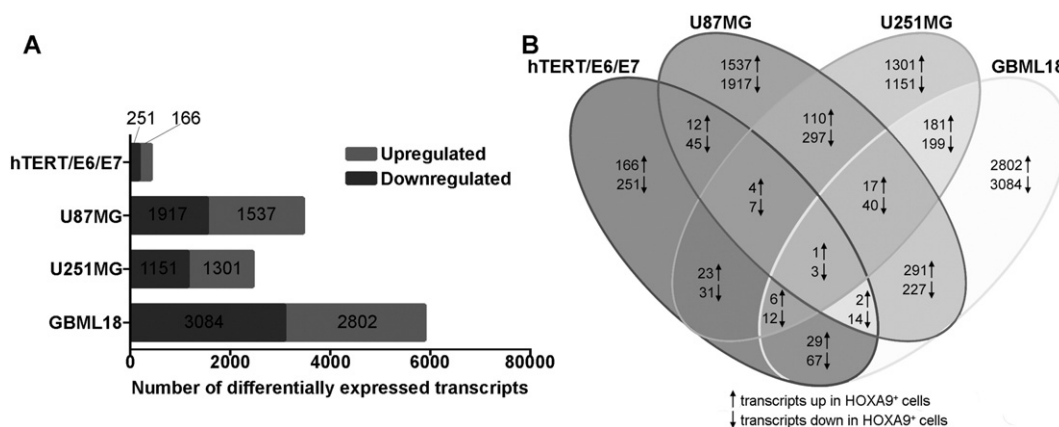 A
251
166
hTERT/E6/E7
U87MG
U251MG
GBML18
1917
1537
1151
1301
3084
2802
Upregulated
Downregulated
0
2000
4000
6000
80000
Number of differentially expressed transcripts
B
U87MG
U251MG
hTERT/E6/E7
GBML18
1537↑
1917↓
1301↑
1151↓
12↑
45↓
110↑
297↓
181↑
199↓
166↑
251↓
2802↑
3084↓
4↑
7↓
17↑
40↓
1↑
3↓
23↑
31↓
291↑
227↓
6↑
12↓
2↑
14↓
29↑
67↓
↑ transcripts up in HOXA9⁺ cells
↓ transcripts down in HOXA9⁺ cells